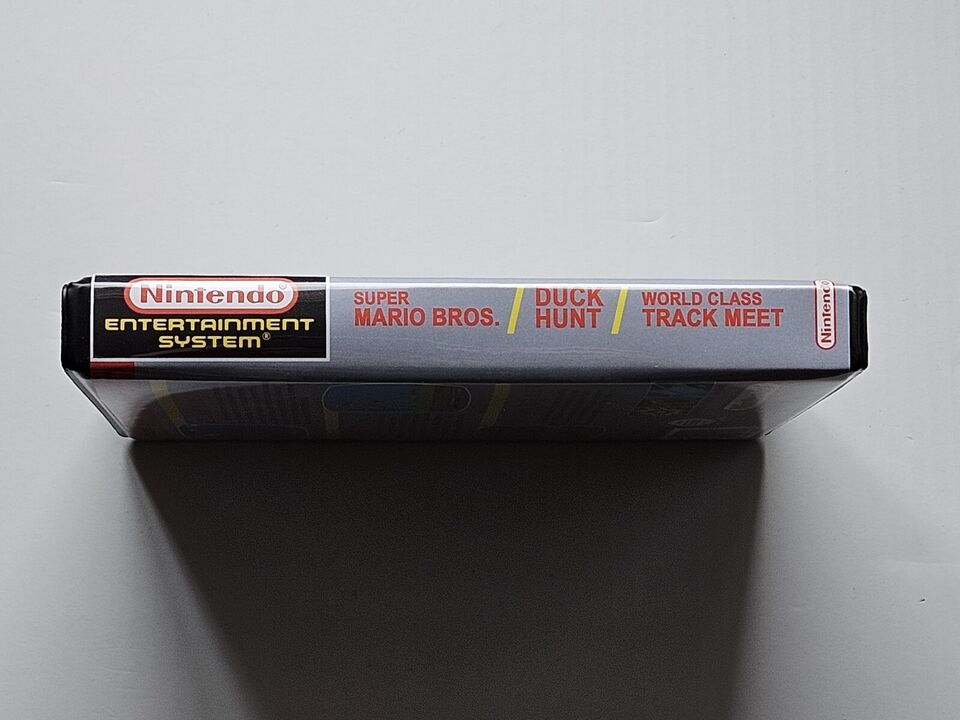 Nintendo®
ENTERTAINMENT
SYSTEM®
SUPER
MARIO BROS.
DUCK
HUNT
WORLD CLASS
TRACK MEET
Nintendo